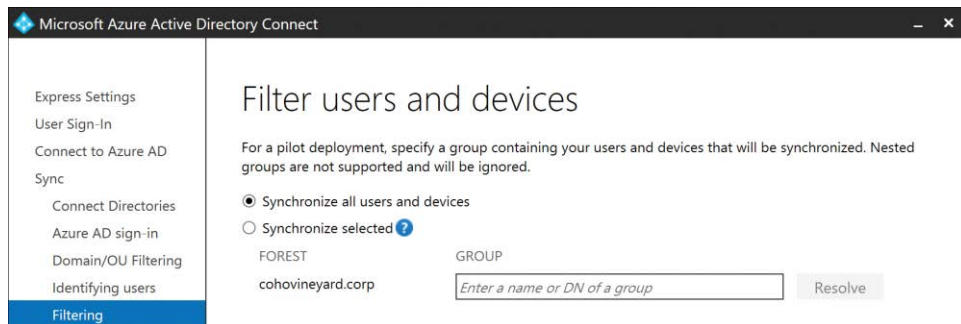 Microsoft Azure Active Directory Connect
Express Settings
User Sign-In
Connect to Azure AD
Sync
Connect Directories
Azure AD sign-in
Domain/OU Filtering
Identifying users
Filtering
Filter users and devices
For a pilot deployment, specify a group containing your users and devices that will be synchronized. Nested
groups are not supported and will be ignored.
Synchronize all users and devices
Synchronize selected ?
FOREST GROUP
cohovineyard.corp Enter a name or DN of a group Resolve